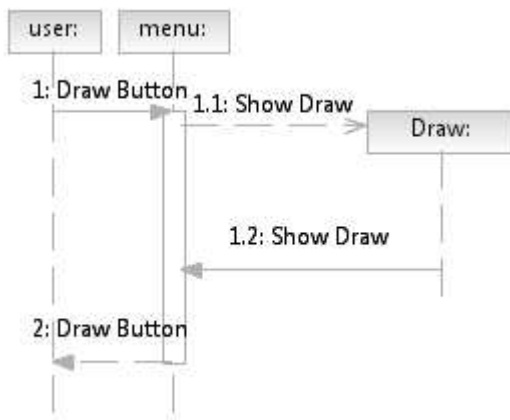 user:
menu:
1: Draw Button
1.1: Show Draw
Draw:
1.2: Show Draw
2: Draw Button